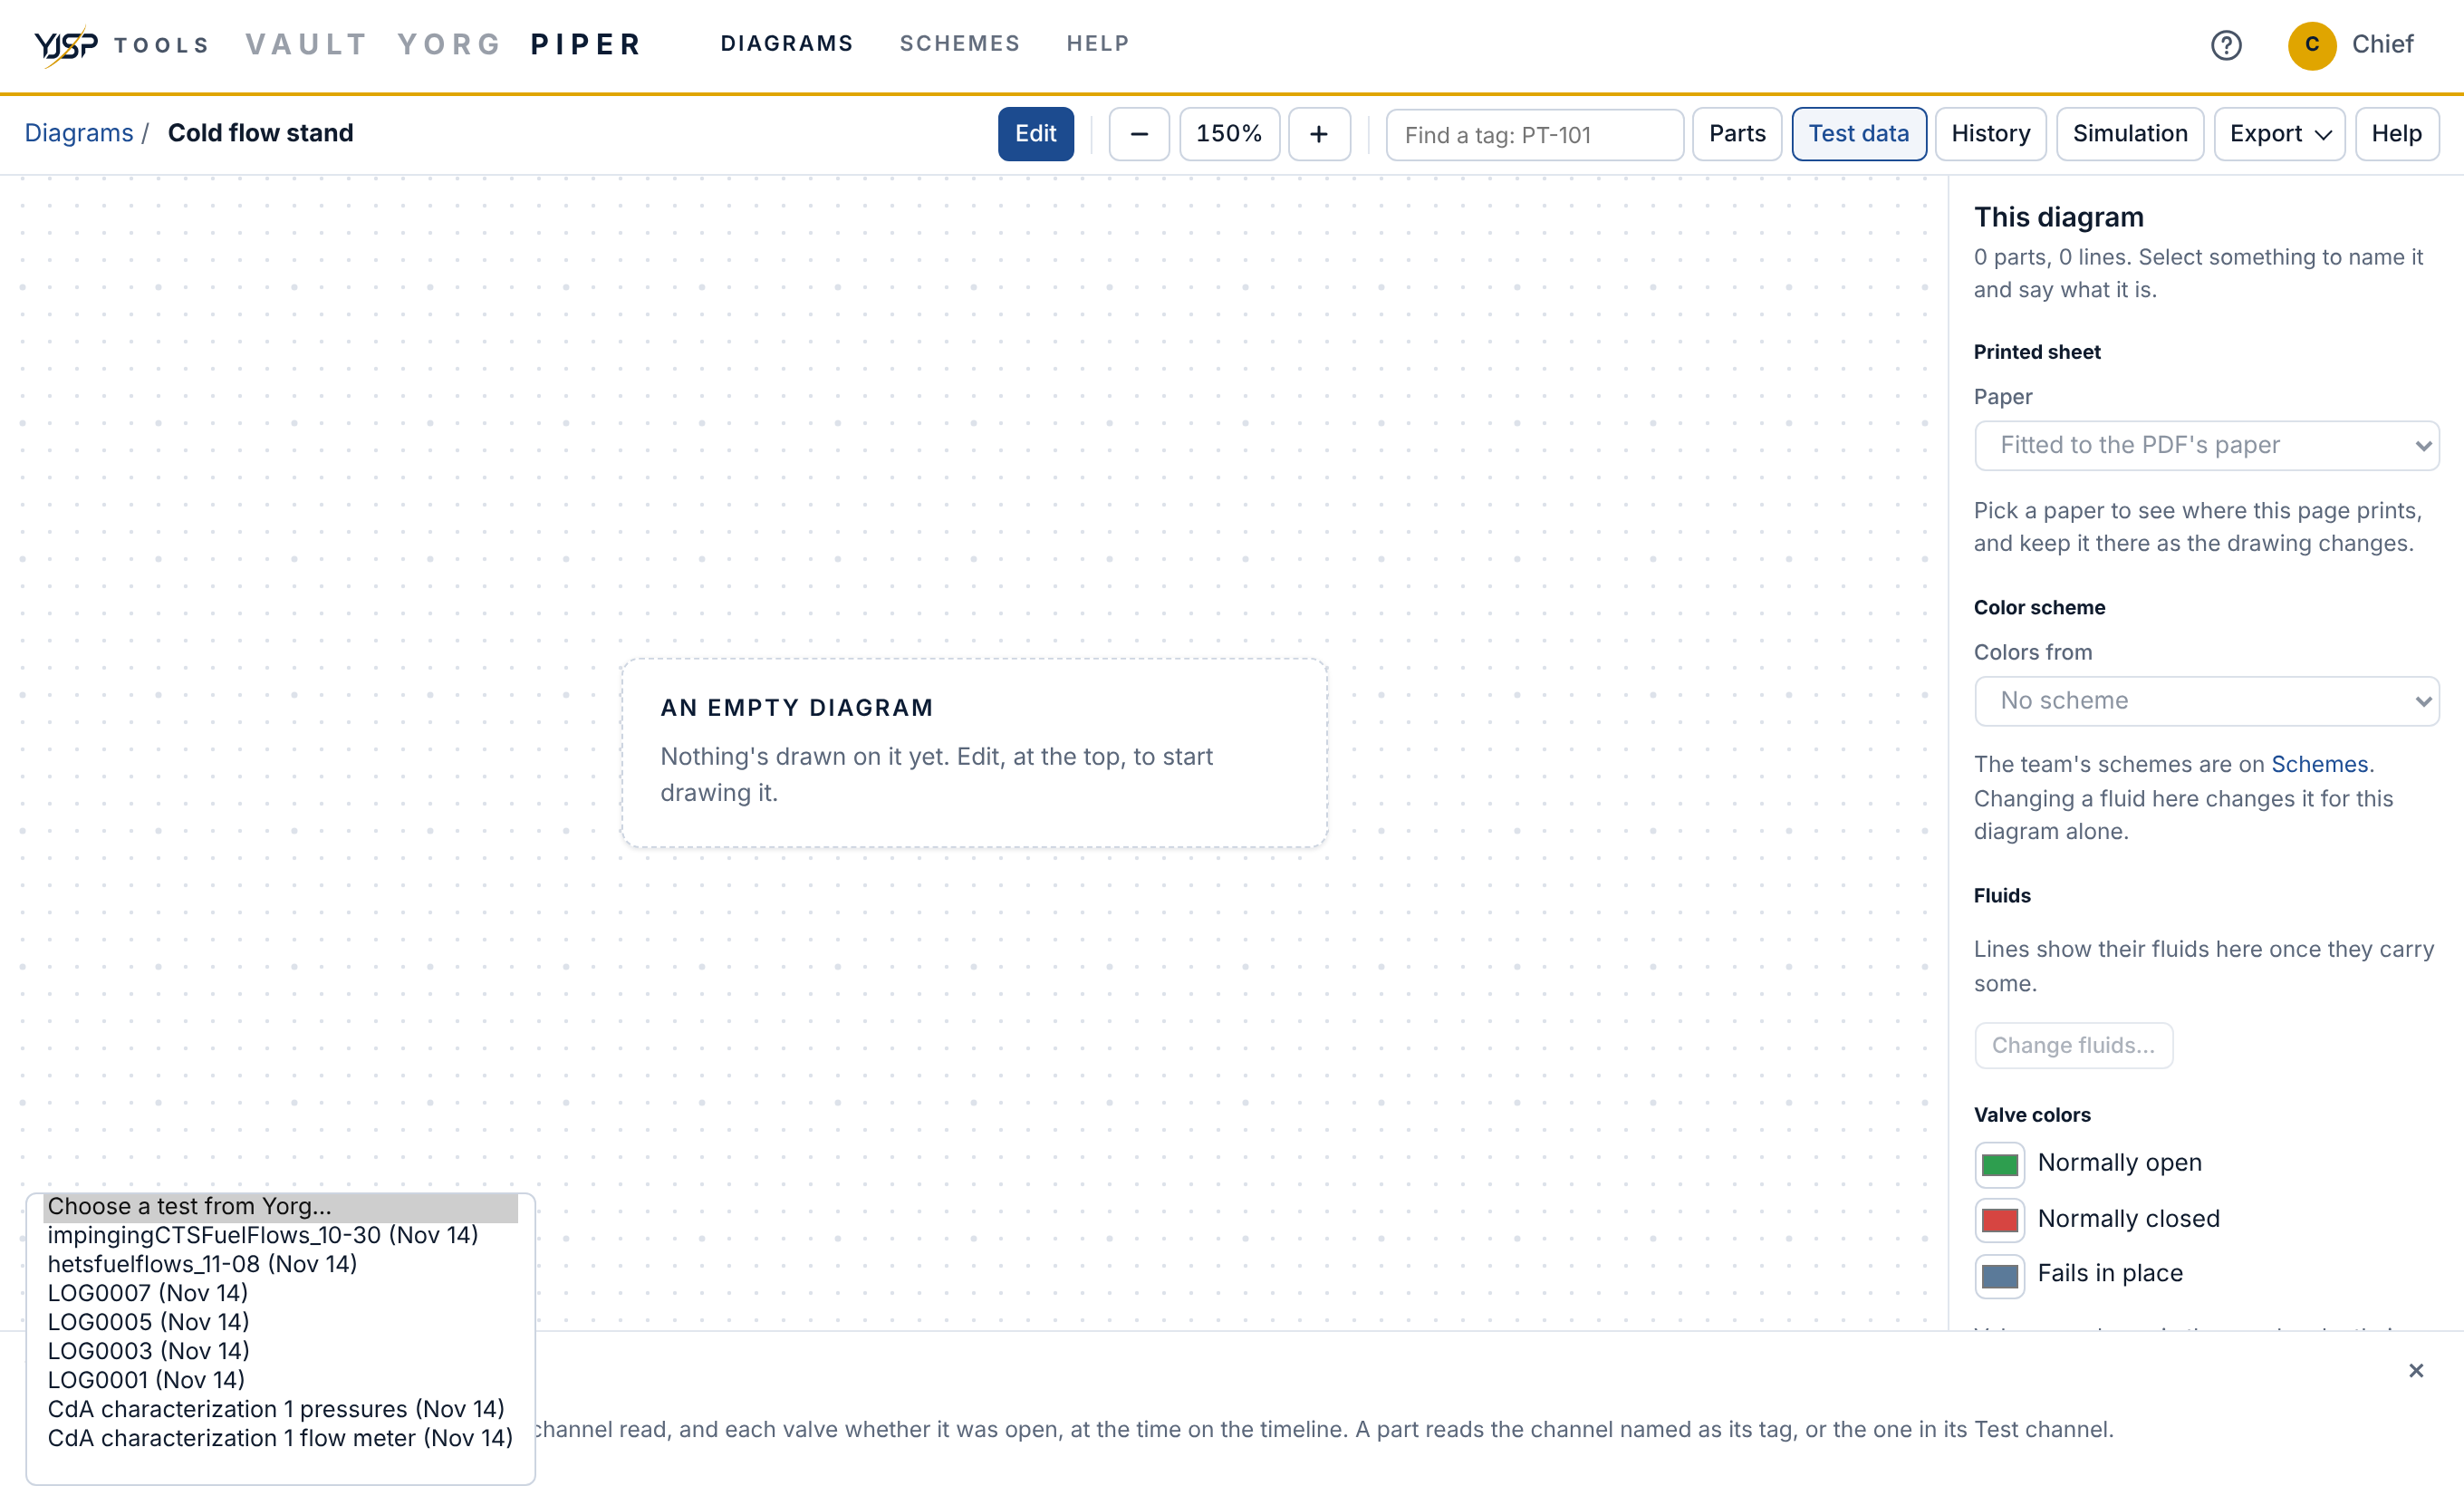 YJSP TOOLS VAULT YORG PIPER DIAGRAMS SCHEMES HELP ? C Chief
Diagrams / Cold flow stand Edit − 150% + Find a tag: PT-101 Parts Test data History Simulation Export Help
This diagram
0 parts, 0 lines. Select something to name it
and say what it is.
Printed sheet
Paper
Fitted to the PDF's paper
Pick a paper to see where this page prints,
and keep it there as the drawing changes.
Color scheme
Colors from
No scheme
The team's schemes are on Schemes.
Changing a fluid here changes it for this
diagram alone.
Fluids
Lines show their fluids here once they carry
some.
Change fluids...
Valve colors
Normally open
Normally closed
Fails in place
AN EMPTY DIAGRAM
Nothing's drawn on it yet. Edit, at the top, to start
drawing it.
Choose a test from Yorg...
impingingCTSFuelFlows_10-30 (Nov 14)
hetsfuelflows_11-08 (Nov 14)
LOG0007 (Nov 14)
LOG0005 (Nov 14)
LOG0003 (Nov 14)
LOG0001 (Nov 14)
CdA characterization 1 pressures (Nov 14)
CdA characterization 1 flow meter (Nov 14)
channel read, and each valve whether it was open, at the time on the timeline. A part reads the channel named as its tag, or the one in its Test channel.